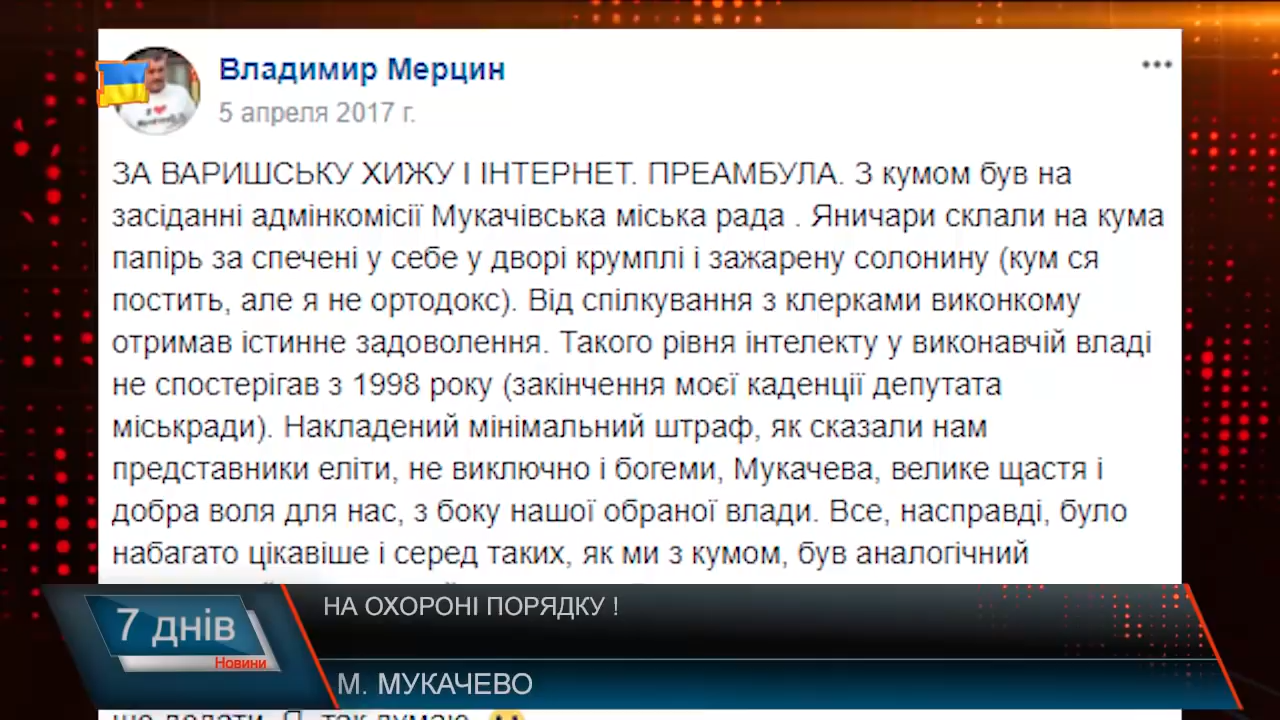 Владимир Мерцин
5 апреля 2017 г.
ЗА ВАРИШСЬКУ ХИЖУ І ІНТЕРНЕТ. ПРЕАМБУЛА. З кумом був на
засіданні адмінкомісії Мукачівська міська рада . Яничари склали на кума
папірь за спечені у себе у дворі крумплі і зажарену солонину (кум ся
постить, але я не ортодокс). Від спілкування з клерками виконкому
отримав істинне задоволення. Такого рівня інтелекту у виконавчій владі
не спостерігав з 1998 року (закінчення моєї каденції депутата
міськради). Накладений мінімальний штраф, як сказали нам
представники еліти, не виключно і богеми, Мукачева, велике щастя і
добра воля для нас, з боку нашої обраної влади. Все, насправді, було
набагато цікавіше і серед таких, як ми з кумом, був аналогічний
НА ОХОРОНІ ПОРЯДКУ !
7 днів
Новини
М. МУКАЧЕВО